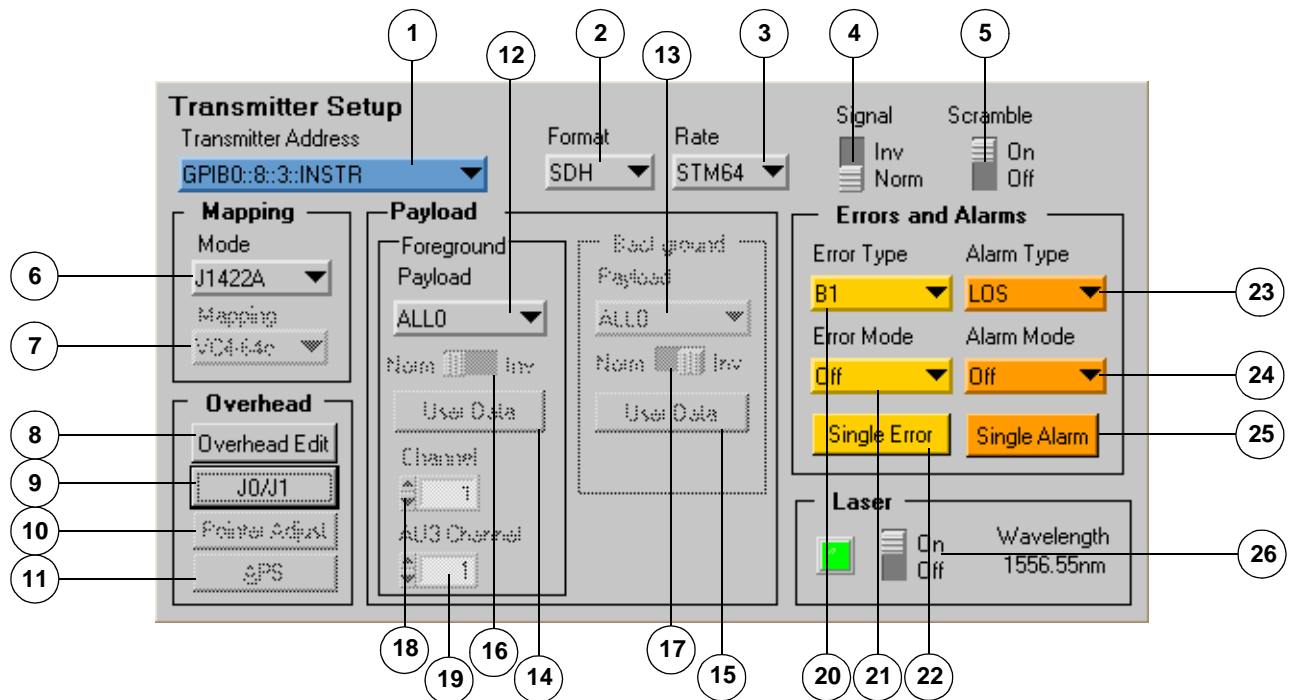 1
12
2
13
3
4
5
Transmitter Setup
Transmitter Address
GPIB0::8::3::INSTR
Format
SDH
Rate
STM64
Signal
Inv
Norm
Scramble
On
Off
Mapping
Mode
J1422A
Mapping
VC4-64c
6
7
Overhead
Overhead Edit
J0/J1
Pointer Adjust
APS
8
9
10
11
Payload
Foreground
Payload
ALL0
Norm
Inv
User Data
Channel
1
AU3 Channel
1
Background
Payload
ALL0
Norm
Inv
User Data
Errors and Alarms
Error Type
Alarm Type
B1
LOS
Error Mode
Alarm Mode
Off
Off
Single Error
Single Alarm
23
24
25
Laser
On
Off
Wavelength
1556.55nm
26
18
19
16
14
17
15
20
21
22